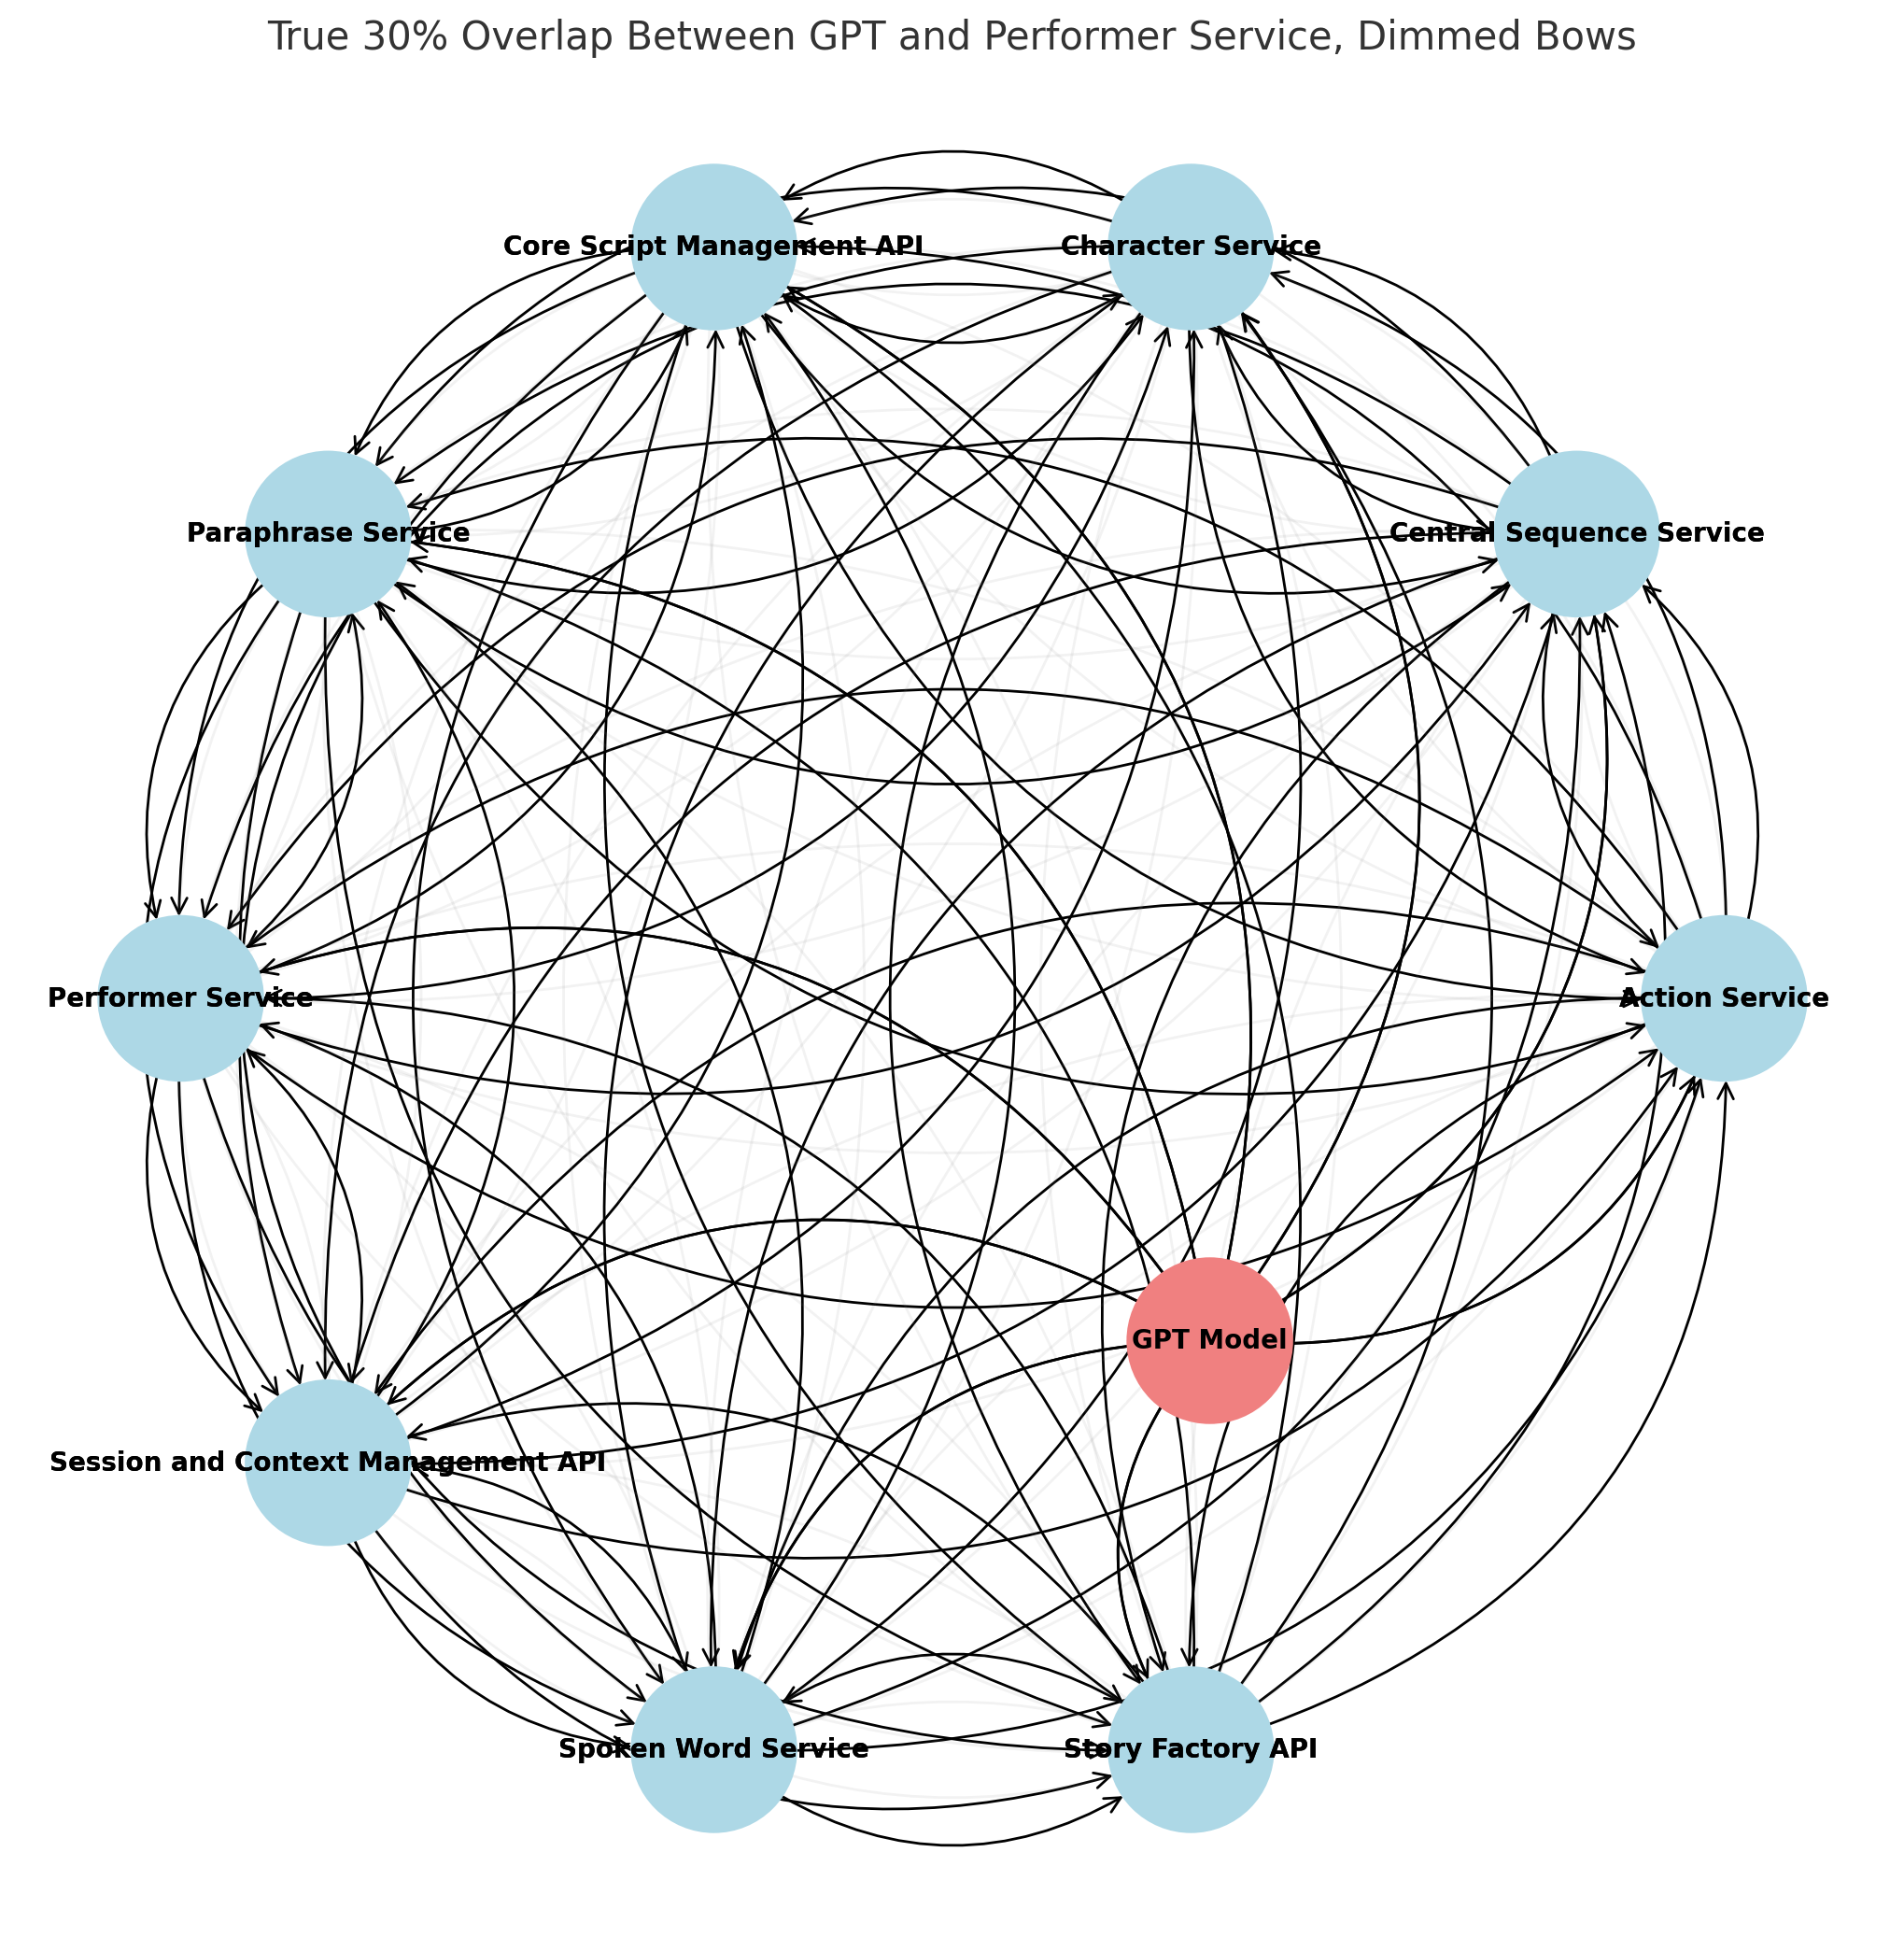 True 30% Overlap Between GPT and Performer Service, Dimmed Bows
Core Script Management API
Character Service
Paraphrase Service
Central Sequence Service
Performer Service
Action Service
GPT Model
Session and Context Management API
Spoken Word Service
Story Factory API